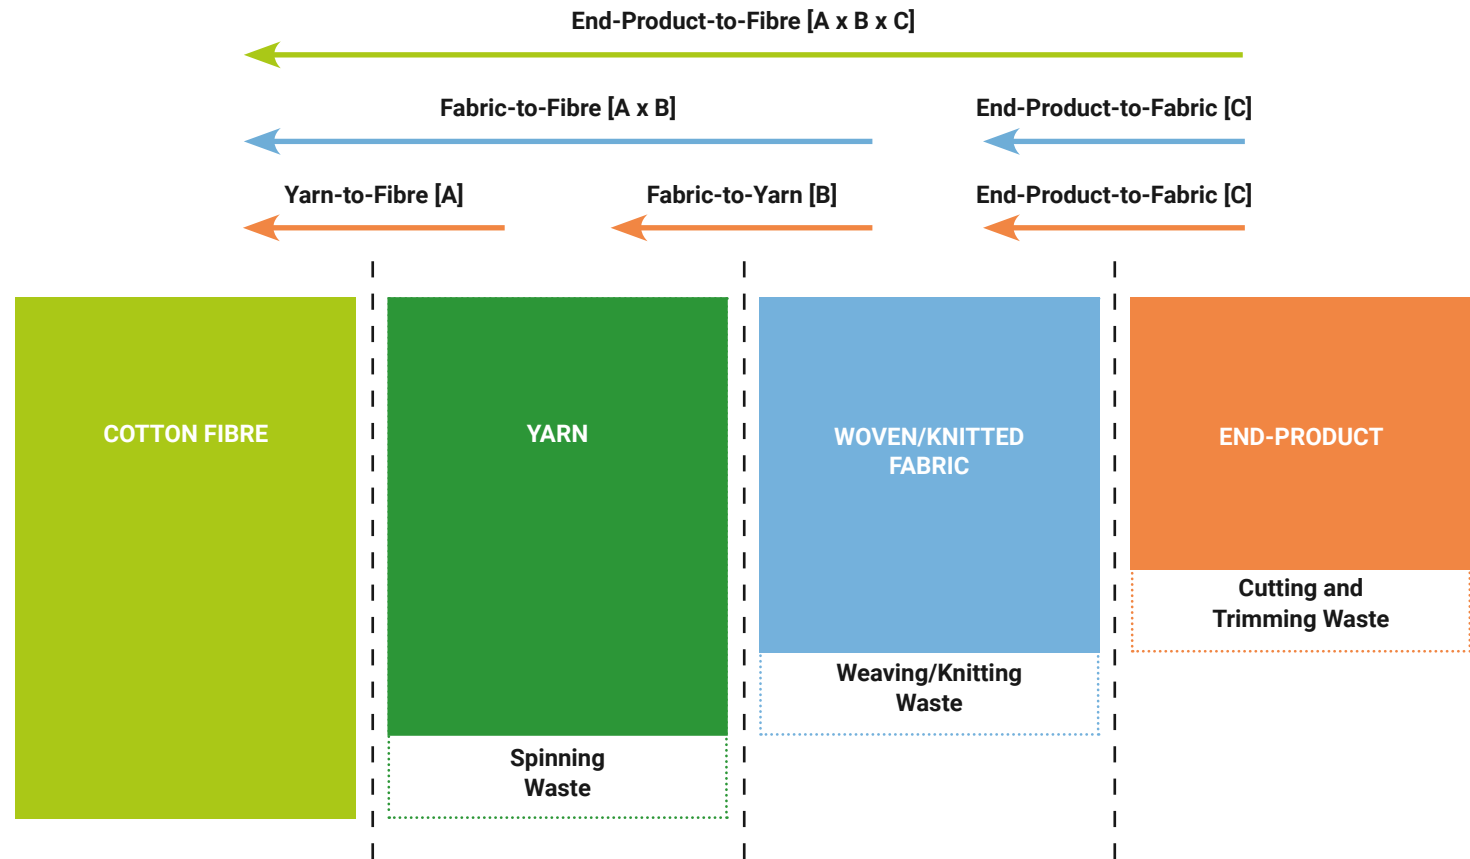 End-Product-to-Fibre [A x B x C]
Fabric-to-Fibre [A x B]
End-Product-to-Fabric [C]
Yarn-to-Fibre [A]
Fabric-to-Yarn [B]
End-Product-to-Fabric [C]
COTTON FIBRE
YARN
WOVEN/KNITTED
FABRIC
END-PRODUCT
Cutting and
Trimming Waste
Weaving/Knitting
Waste
Spinning
Waste